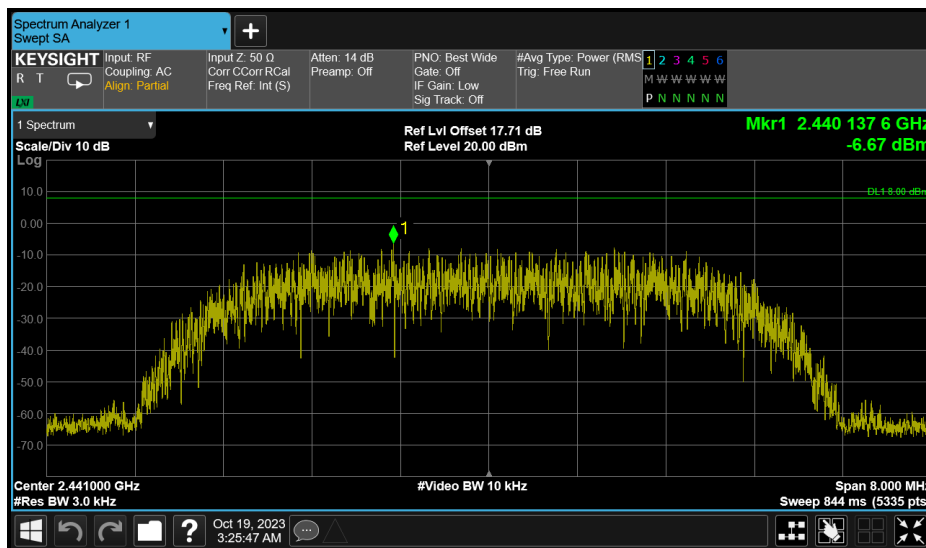 Spectrum Analyzer 1
Swept SA
KEYSIGHT
R T
LXI
Input: RF
Coupling: AC
Align: Partial
Input Z: 50 Ω
Corr CCorr RCal
Freq Ref: Int (S)
Atten: 14 dB
Preamp: Off
PNO: Best Wide
Gate: Off
IF Gain: Low
Sig Track: Off
#Avg Type: Power (RMS
Trig: Free Run
1 2 3 4 5 6
M W W W W W
P N N N N N
1 Spectrum
Scale/Div 10 dB
Log
Ref Lvl Offset 17.71 dB
Ref Level 20.00 dBm
Mkr1 2.440 137 6 GHz
-6.67 dBm
10.0
DL1 8.00 dBm
0.00
1
-10.0
-20.0
-30.0
-40.0
-50.0
-60.0
-70.0
Center 2.441000 GHz
#Res BW 3.0 kHz
#Video BW 10 kHz
Span 8.000 MHz
Sweep 844 ms (5335 pts
?
Oct 19, 2023
3:25:47 AM